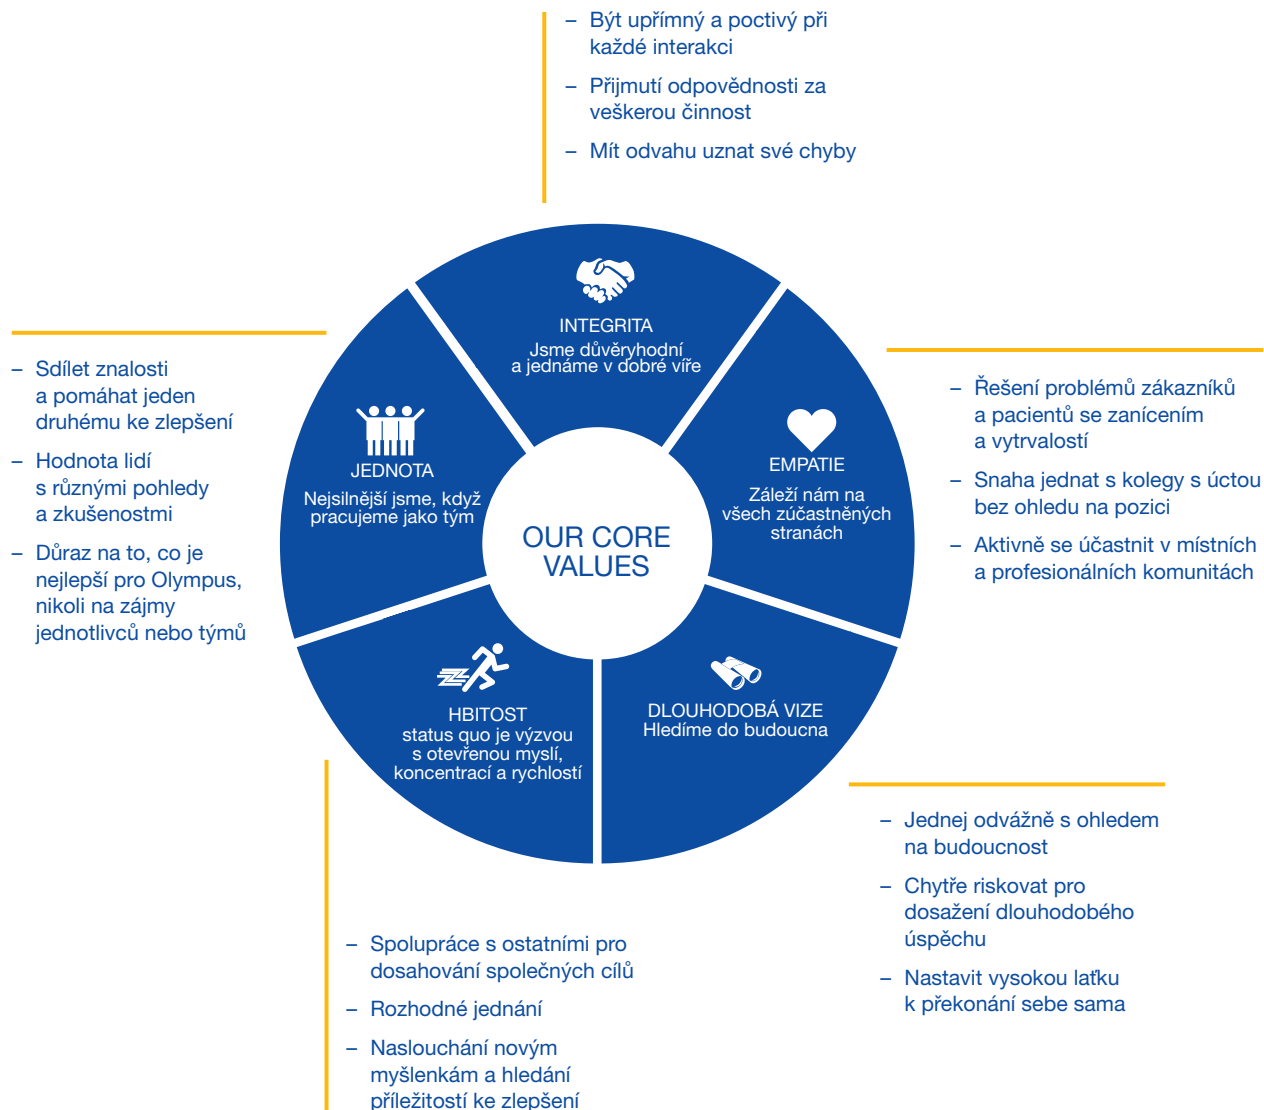 – Být upřímný a poctivý při
každé interakci
– Přijmutí odpovědnosti za
veškerou činnost
– Mít odvahu uznat své chyby
INTEGRITA
Jsme důvěryhodní
a jednáme v dobré víře
– Sdílet znalosti
a pomáhat jeden
druhému ke zlepšení
– Hodnota lidí
s různými pohledy
a zkušenostmi
– Důraz na to, co je
nejlepší pro Olympus,
nikoli na zájmy
jednotlivců nebo týmů
JEDNOTA
Nejsilnější jsme, když
pracujeme jako tým
OUR CORE
VALUES
EMPATIE
Záleží nám na
všech zúčastněných
stranách
– Řešení problémů zákazníků
a pacientů se zanícením
a vytrvalostí
– Snaha jednat s kolegy s úctou
bez ohledu na pozici
– Aktivně se účastnit v místních
a profesionálních komunitách
HBITOST
status quo je výzvou
s otevřenou myslí,
koncentrací a rychlostí
DLOUHODOBÁ VIZE
Hledíme do budoucna
– Spolupráce s ostatními pro
dosahování společných cílů
– Rozhodné jednání
– Naslouchání novým
myšlenkám a hledání
příležitostí ke zlepšení
– Jednej odvážně s ohledem
na budoucnost
– Chytře riskovat pro
dosažení dlouhodobého
úspěchu
– Nastavit vysokou laťku
k překonání sebe sama